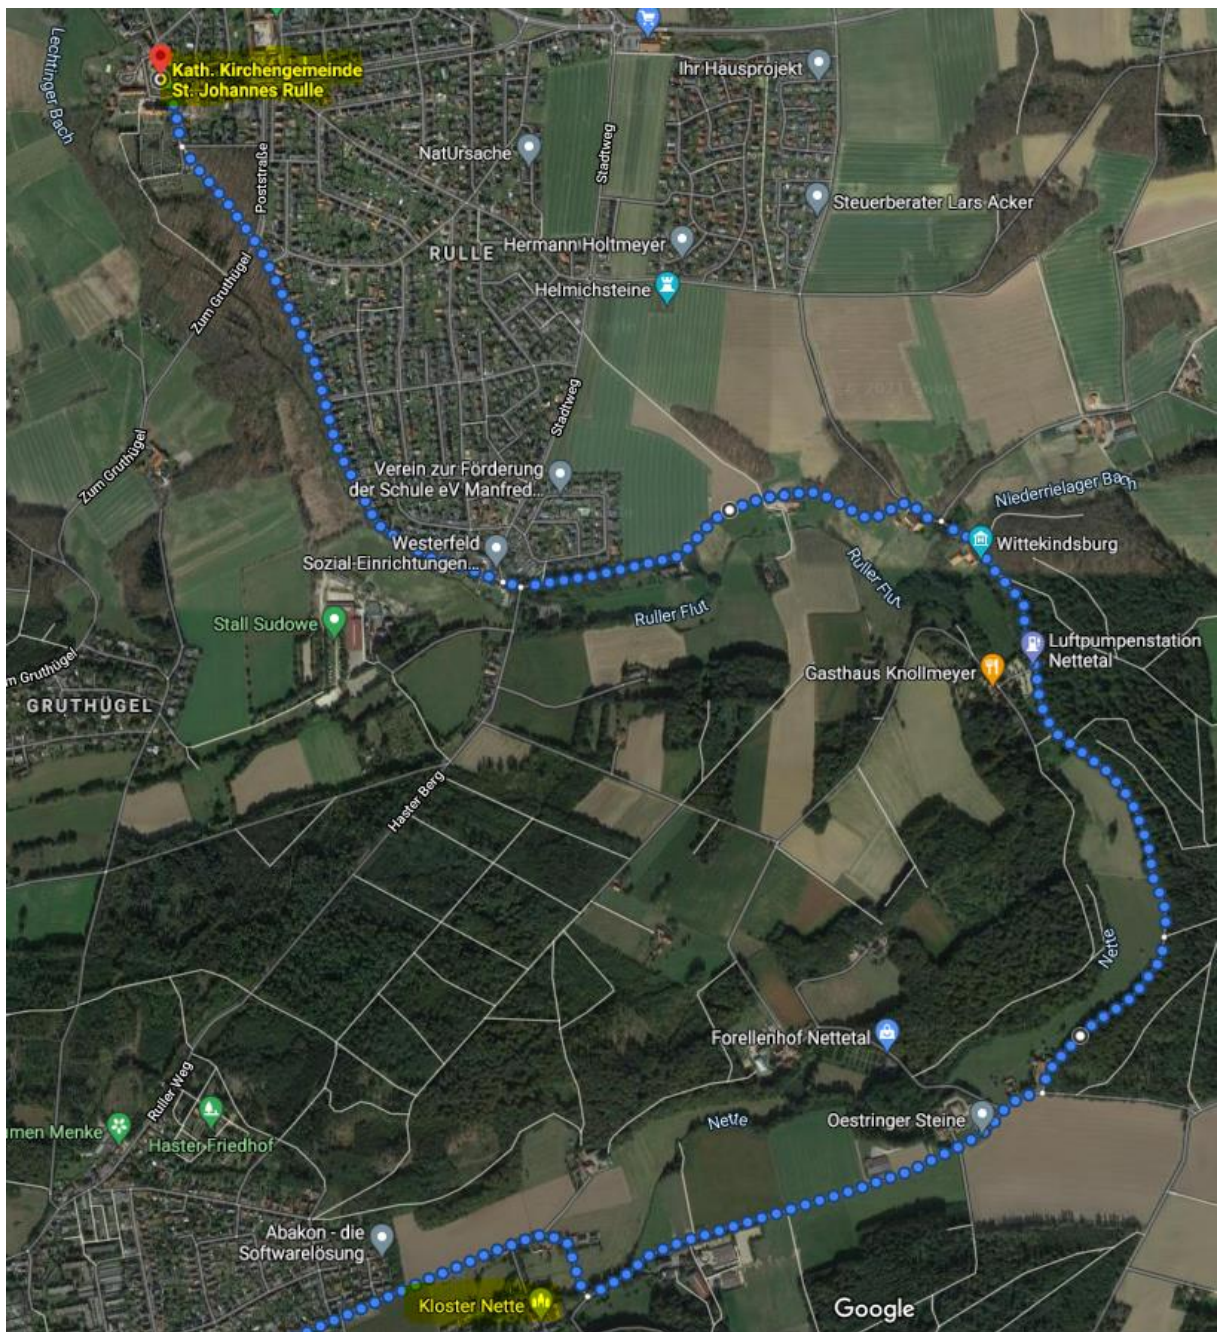 Lechtinger Bach
Kath. Kirchengemeinde
St. Johannes Rulle
Ihr Hausprojekt
NatUrsache
Stadtweg
Poststraße
Steuerberater Lars Acker
Hermann Holtmeyer
RULLE
Zum Gruthügel
Helmichsteine
Stadtweg
Zum Gruthügel
Verein zur Förderung
der Schule eV Manfred...
Niederrielager Bach
Westerfeld
Sozial-Einrichtungen...
Wittekindsburg
Ruller Flut
Ruller Flut
Stall Sudowe
Luftpumpenstation
Nettetal
m Gruthügel
Gasthaus Knollmeyer
GRUTHÜGEL
Haster Berg
Nette
Forellenhof Nettetal
Ruller Weg
Nette
Oestringer Steine
umen Menke
Haster Friedhof
Abakon - die
Softwarelösung
Kloster Nette
Google